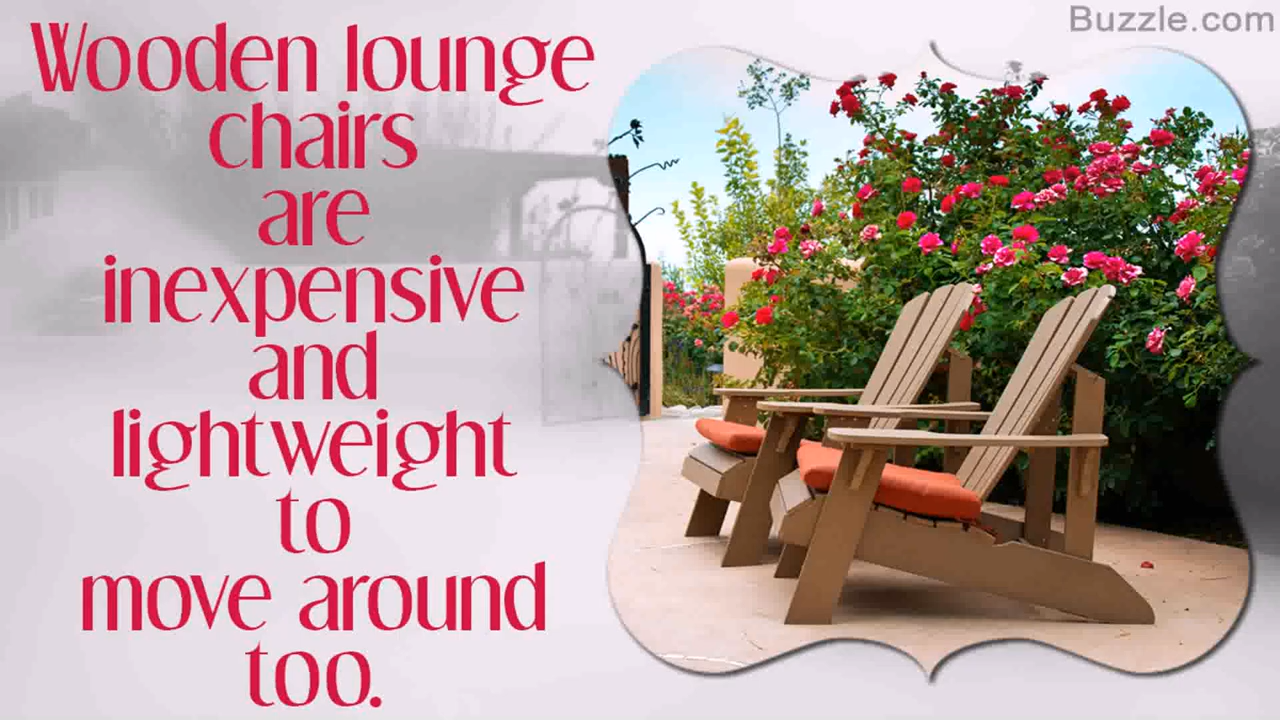 Buzzle.com
Wooden lounge
chairs
are
inexpensive
and
lightweight
to
move around
too.